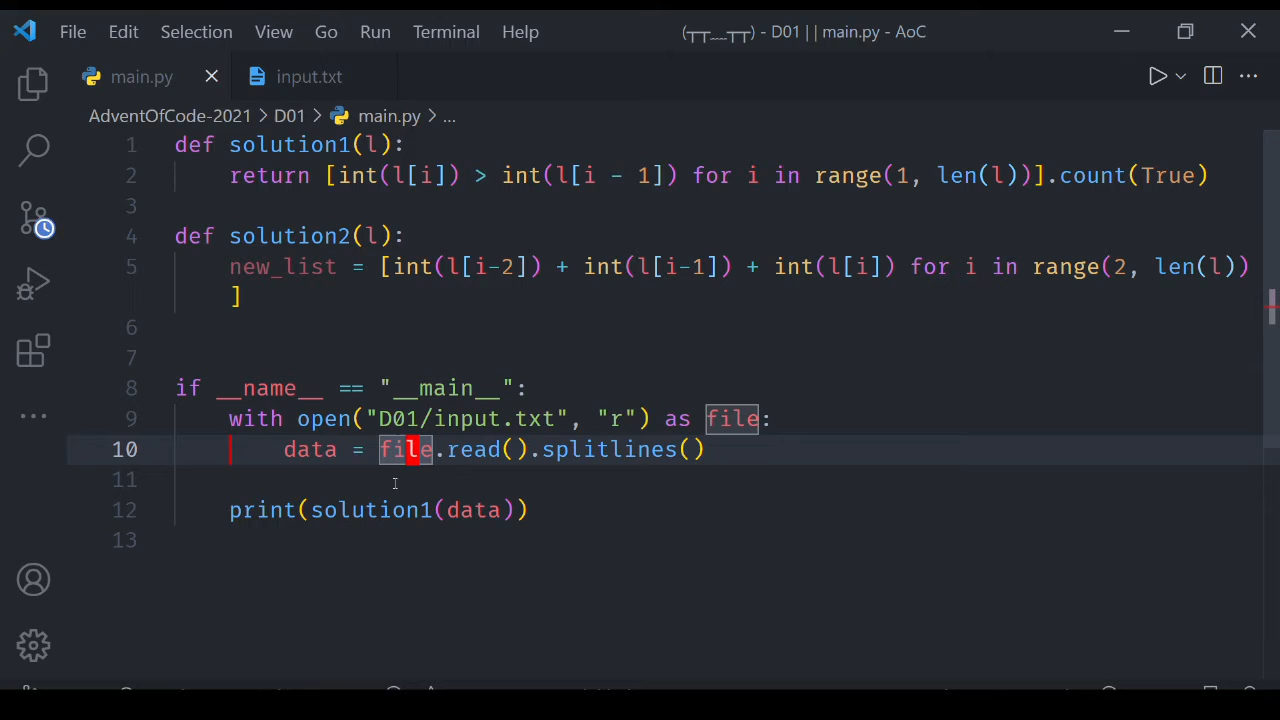 File Edit Selection View Go Run Terminal Help (┬┬﹏┬┬) - D01 | | main.py - AoC
main.py input.txt
AdventOfCode-2021 > D01 > main.py > ...
1 def solution1(l):
2 return [int(l[i]) > int(l[i - 1]) for i in range(1, len(l))].count(True)
3
4 def solution2(l):
5 new_list = [int(l[i-2]) + int(l[i-1]) + int(l[i]) for i in range(2, len(l))
]
6
7
8 if __name__ == "__main__":
9 with open("D01/input.txt", "r") as file:
10 data = file.read().splitlines()
11
12 print(solution1(data))
13